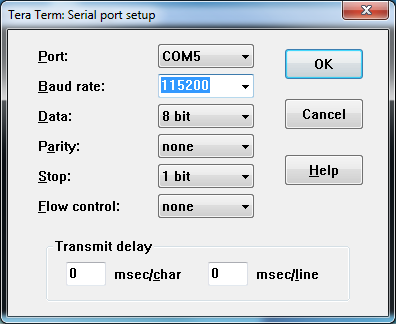 Tera Term: Serial port setup
Port: COM5
OK
Baud rate: 115200
Data: 8 bit
Cancel
Parity: none
Stop: 1 bit
Help
Flow control: none
Transmit delay
0 msec/char 0 msec/line